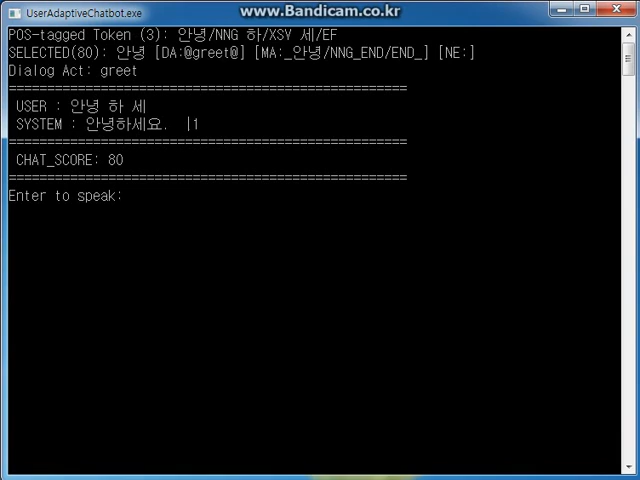 UserAdaptiveChatbot.exe
www.Bandicam.co.kr
POS-tagged Token (3): 안녕/NNG 하/XSV 세/EF
SELECTED(80): 안녕 [DA:@greet@] [MA:_안녕/NNG_END/END_] [NE:]
Dialog Act: greet
====================================================
USER : 안녕 하 세
SYSTEM : 안녕하세요. |1
====================================================
CHAT_SCORE: 80
====================================================
Enter to speak: